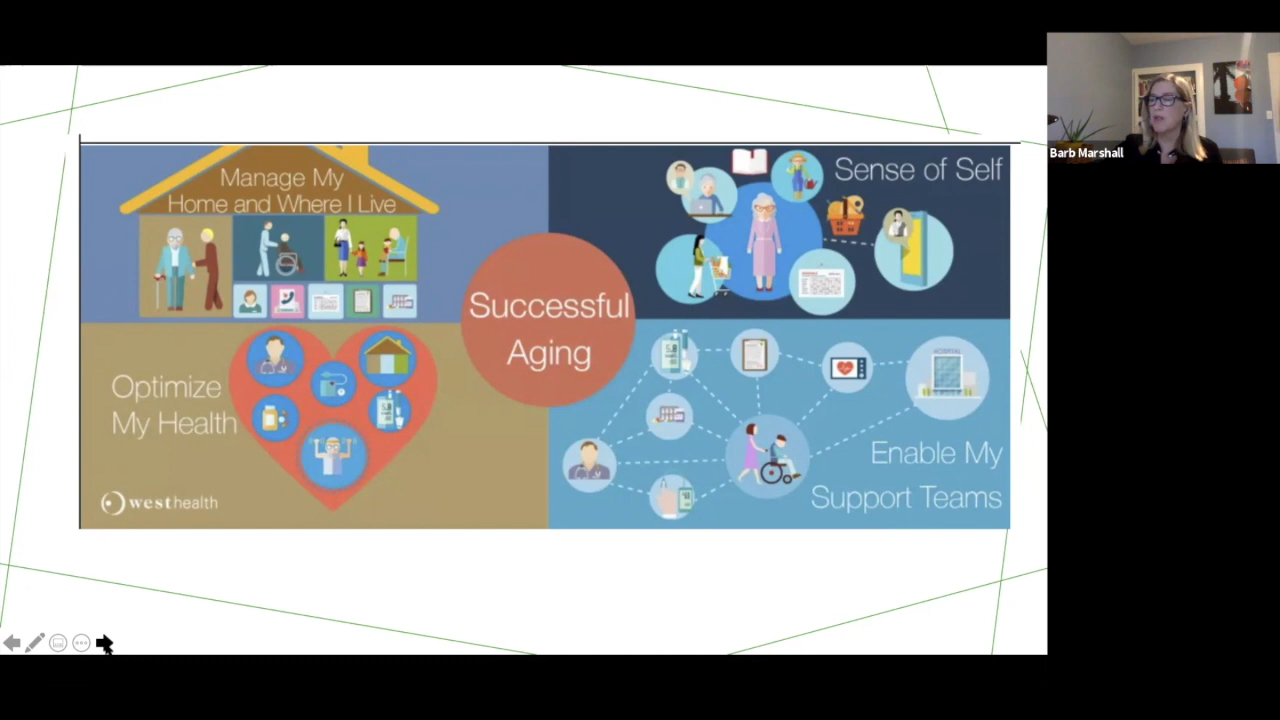 Barb Marshall
Manage My
Home and Where I Live
Sense of Self
Successful
Aging
Optimize
My Health
HOSPITAL
Enable My
Support Teams
westhealth